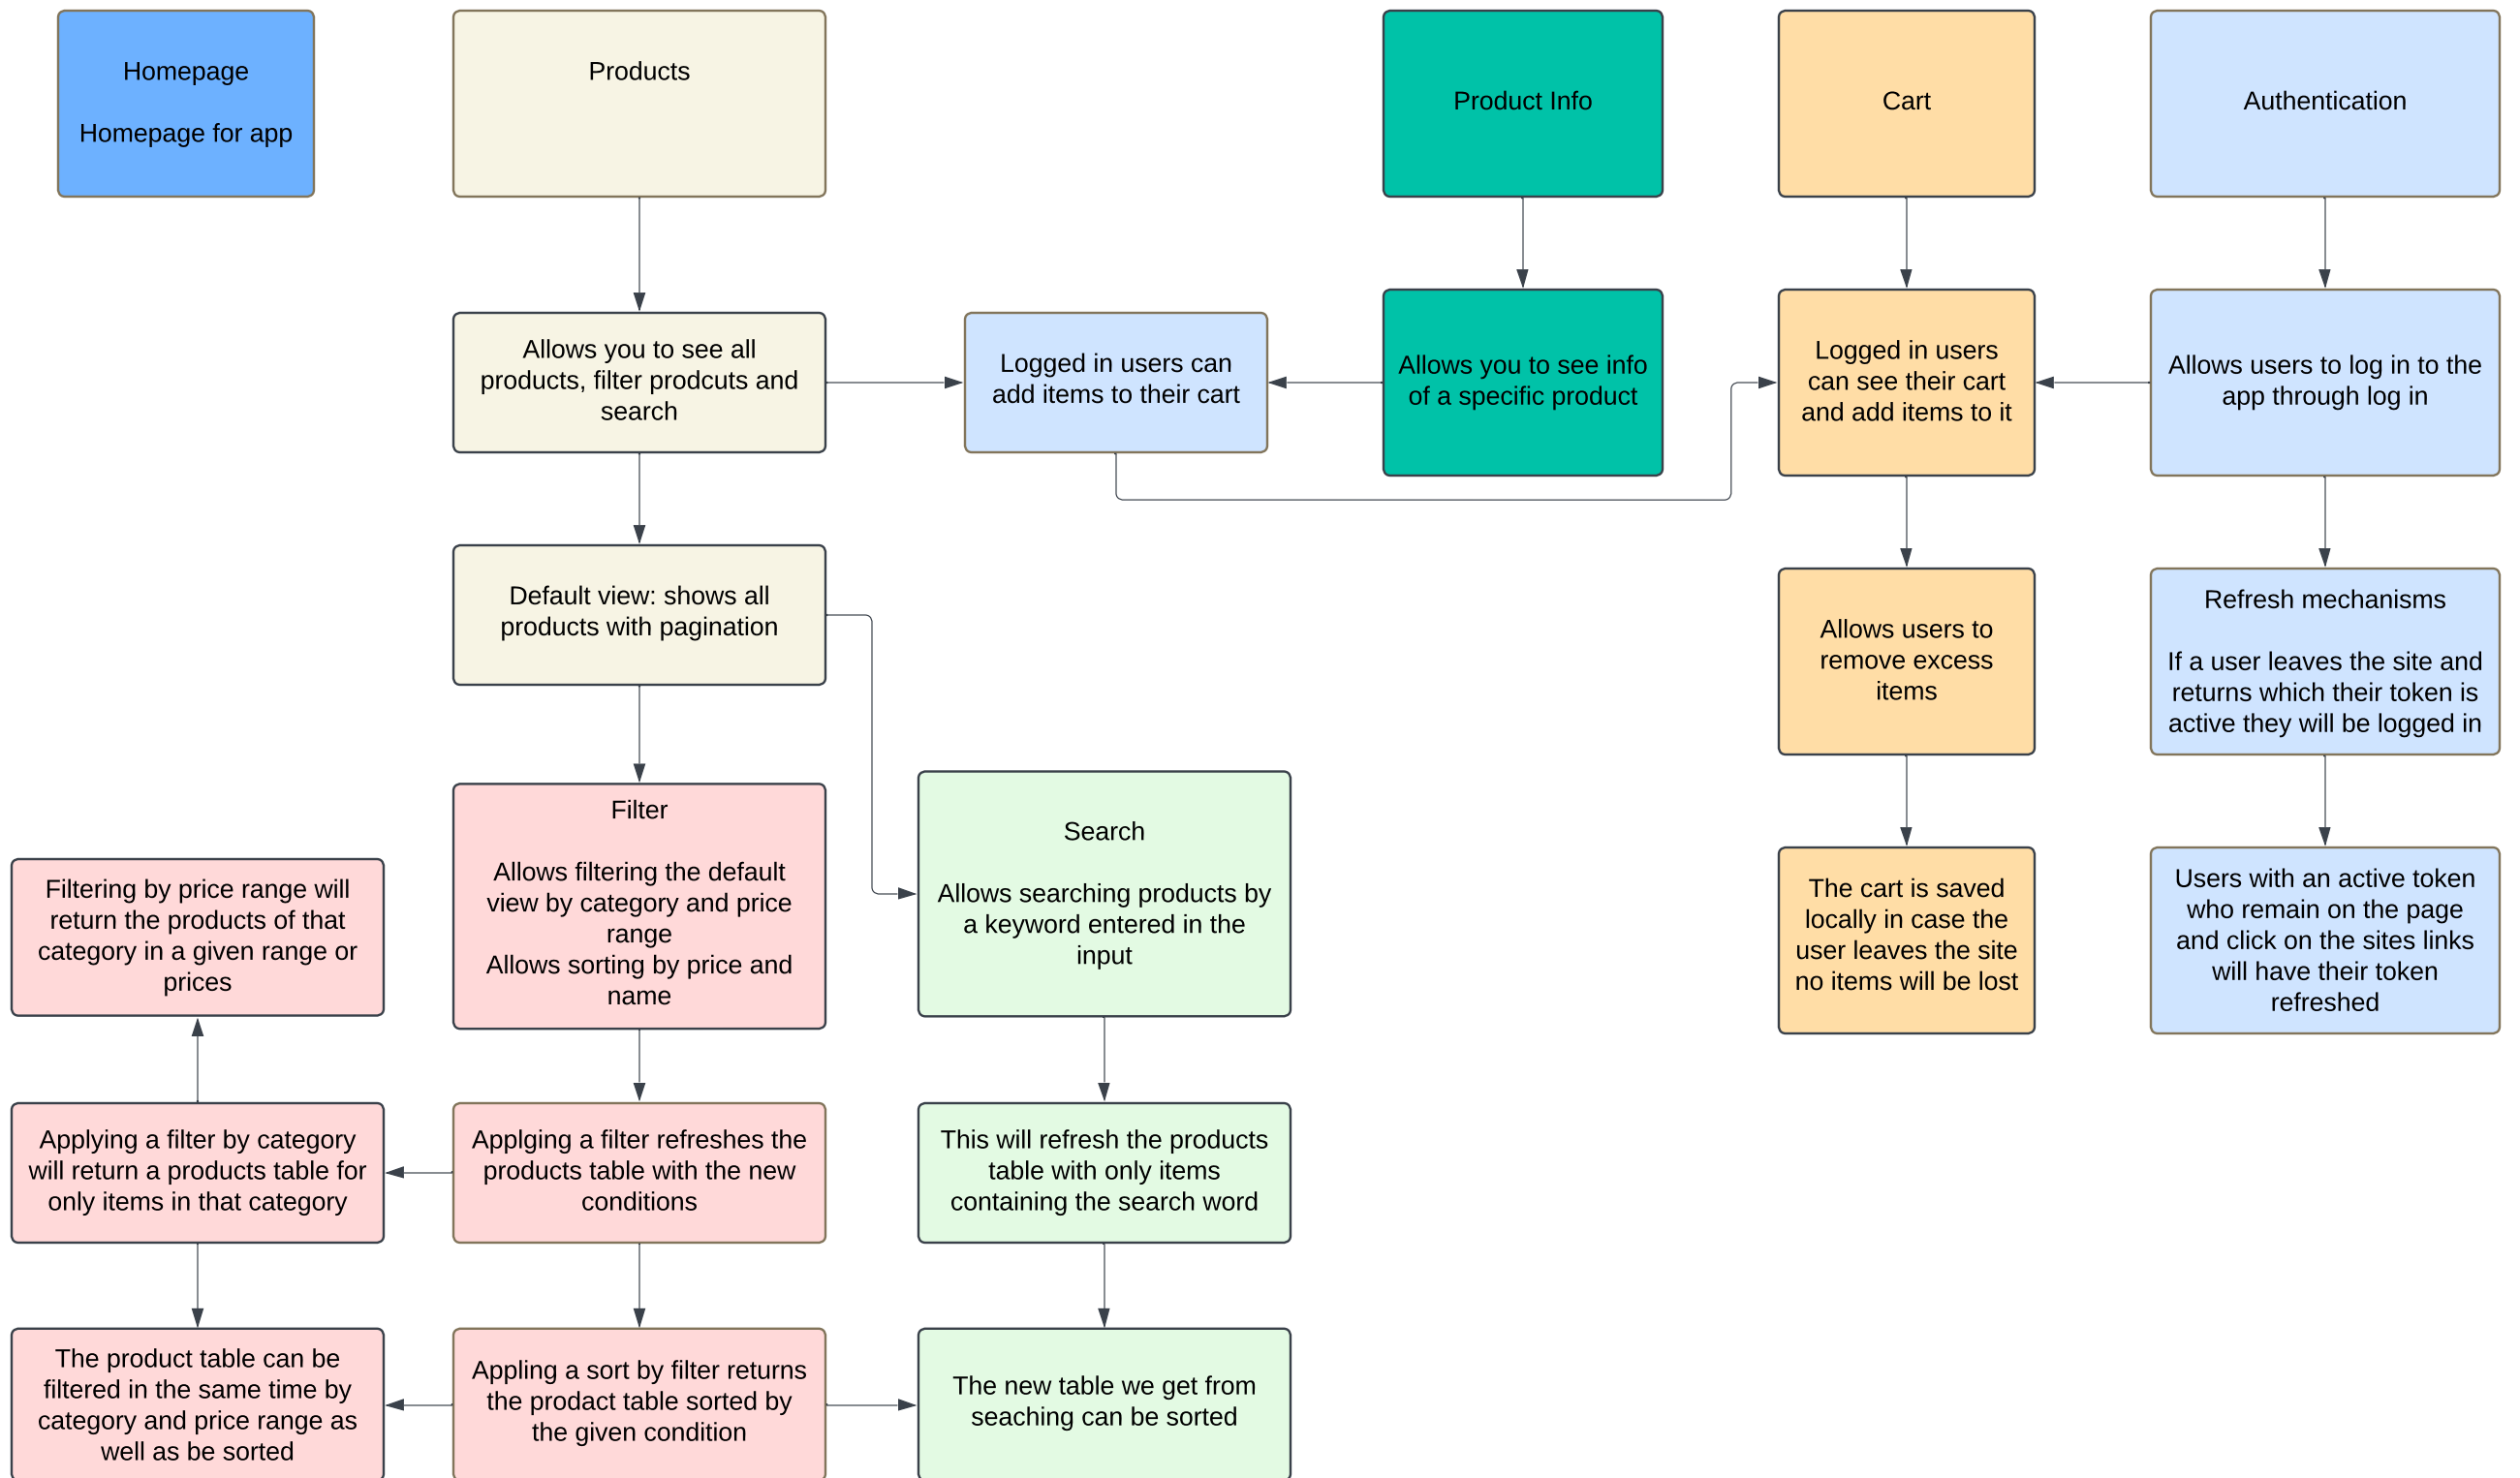 Homepage
Homepage for app
Products
Product Info
Cart
Authentication
Allows you to see all
products, filter prodcuts and
search
Logged in users can
add items to their cart
Allows you to see info
of a specific product
Logged in users
can see their cart
and add items to it
Allows users to log in to the
app through log in
Default view: shows all
products with pagination
Allows users to
remove excess
items
Refresh mechanisms
If a user leaves the site and
returns which their token is
active they will be logged in
Filter
Allows filtering the default
view by category and price
range
Allows sorting by price and
name
Search
Allows searching products by
a keyword entered in the
input
Filtering by price range will
return the products of that
category in a given range or
prices
The cart is saved
locally in case the
user leaves the site
no items will be lost
Users with an active token
who remain on the page
and click on the sites links
will have their token
refreshed
Applying a filter by category
will return a products table for
only items in that category
Applging a filter refreshes the
products table with the new
conditions
This will refresh the products
table with only items
containing the search word
The product table can be
filtered in the same time by
category and price range as
well as be sorted
Appling a sort by filter returns
the prodact table sorted by
the given condition
The new table we get from
seaching can be sorted